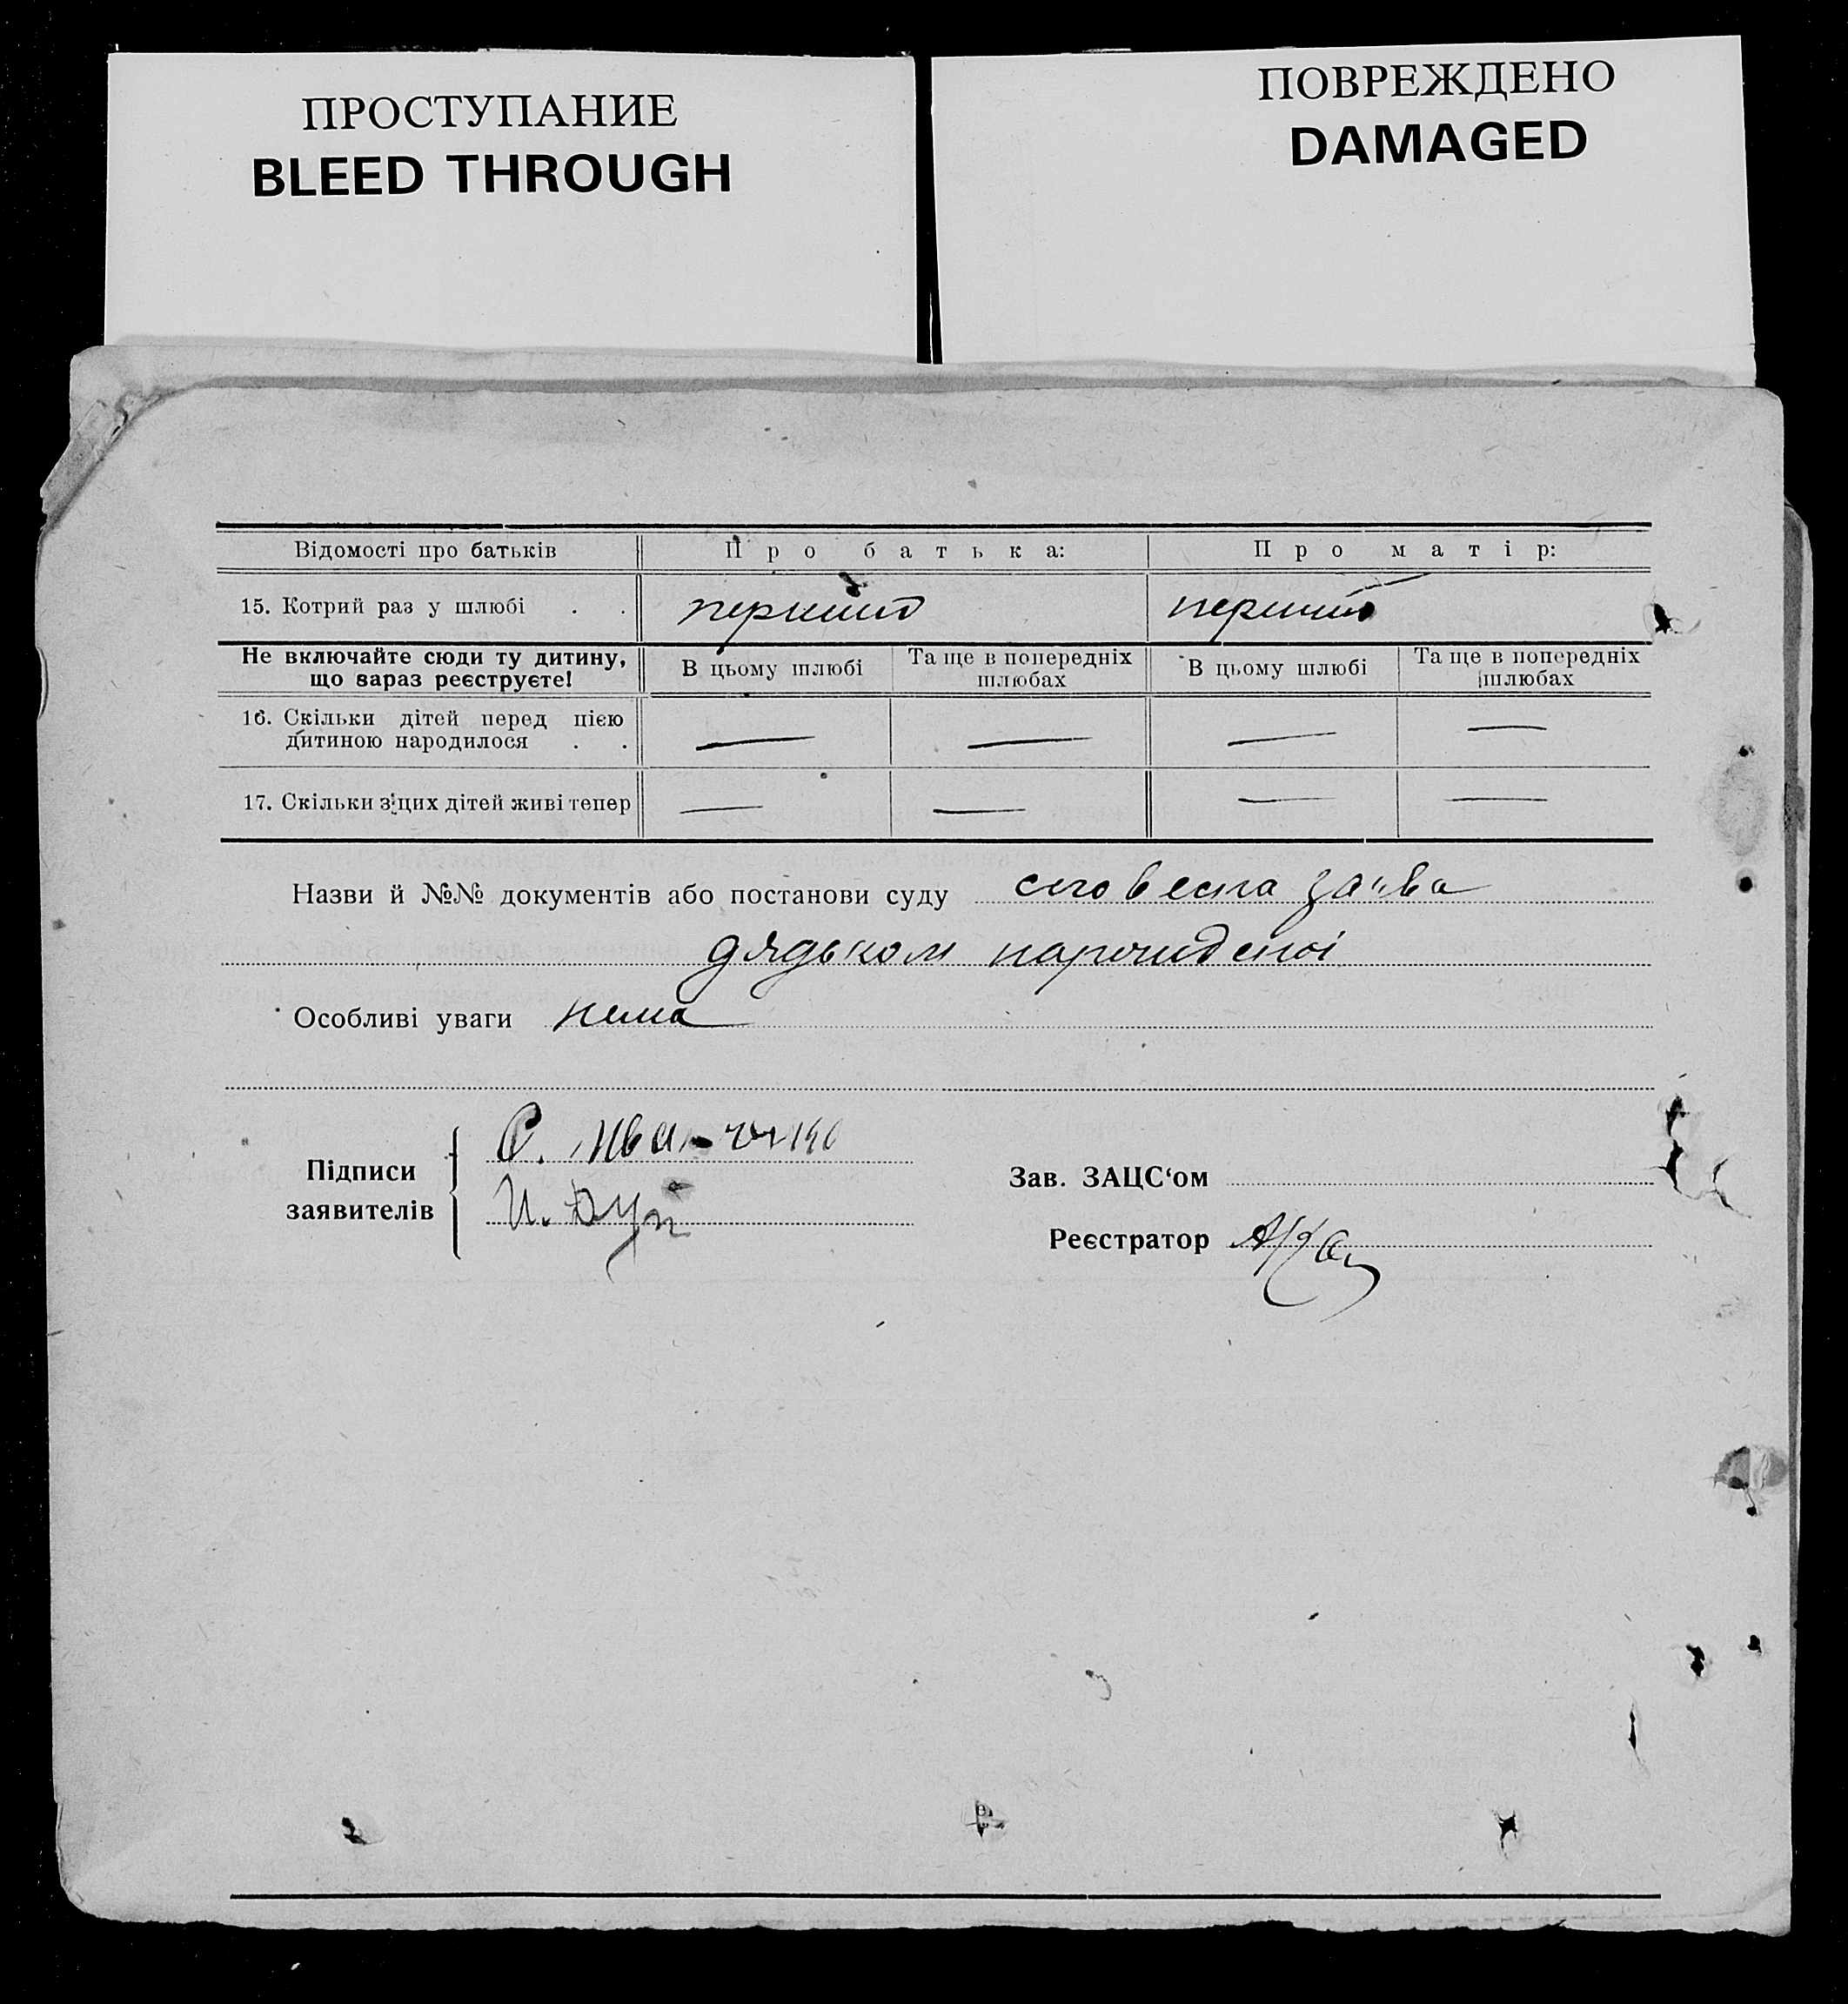 ПРОСТУПАНИЕ
BLEED THROUGH
ПОВРЕЖДЕНО
DAMAGED
Відомості про батьків Про батька: Про матір:
15. Котрий раз у шлюбі . . перший перший
Не включайте сюди ту дитину, що зараз реєструєте! В цьому шлюбі Та ще в попередніх шлюбах В цьому шлюбі Та ще в попередніх шлюбах
16. Скільки дітей перед цією
дитиною народилося . . — — — —
17. Скільки з цих дітей живі тепер — — — —
Назви й №№ документів або постанови суду словесна заява
дядьком
Особливі уваги нема
Підписи
заявителів
С.
И.
Зав. ЗАЦС‘ом
Реєстратор